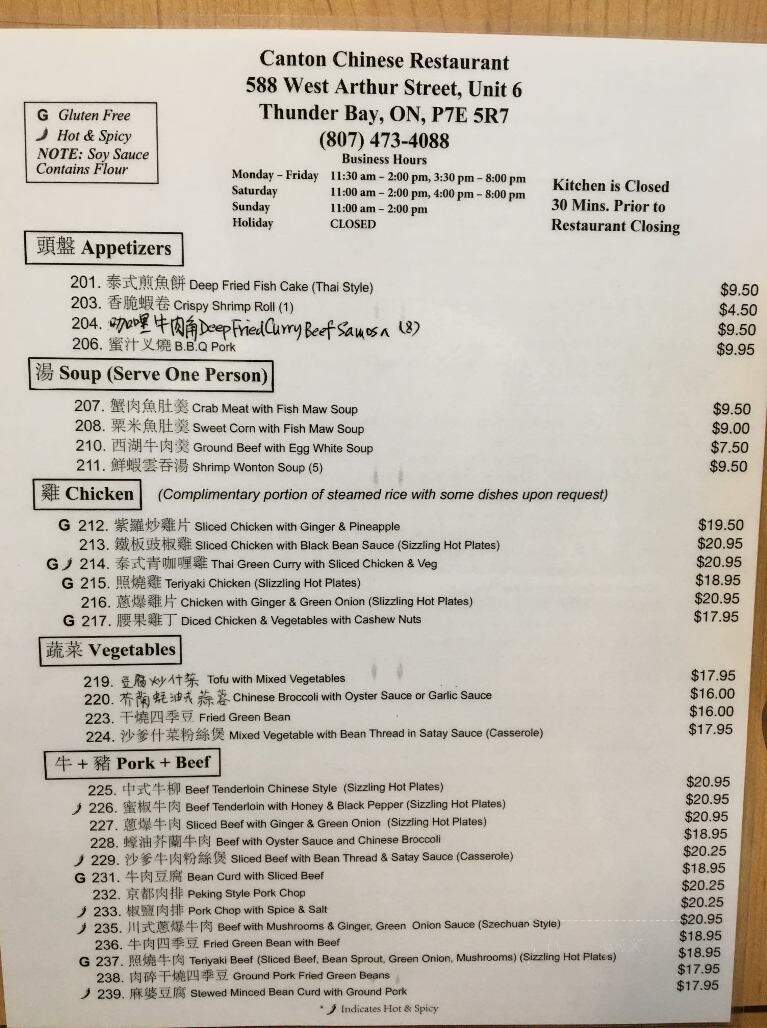 Canton Chinese Restaurant
588 West Arthur Street, Unit 6
Thunder Bay, ON, P7E 5R7
(807) 473-4088
G Gluten Free
Hot & Spicy
NOTE: Soy Sauce
Contains Flour
Business Hours
Monday – Friday 11:30 am – 2:00 pm, 3:30 pm – 8:00 pm
Saturday 11:00 am – 2:00 pm, 4:00 pm – 8:00 pm
Sunday 11:00 am – 2:00 pm
Holiday CLOSED
Kitchen is Closed
30 Mins. Prior to
Restaurant Closing
頭盤 Appetizers
201. 泰式煎魚餅 Deep Fried Fish Cake (Thai Style) $9.50
203. 香脆蝦卷 Crispy Shrimp Roll (1) $4.50
204. 咖喱牛肉角 Deep Fried Curry Beef Samosa (8) $9.50
206. 蜜汁叉燒 B.B.Q Pork $9.95
湯 Soup (Serve One Person)
207. 蟹肉魚肚羹 Crab Meat with Fish Maw Soup $9.50
208. 粟米魚肚羹 Sweet Corn with Fish Maw Soup $9.00
210. 西湖牛肉羹 Ground Beef with Egg White Soup $7.50
211. 鮮蝦雲吞湯 Shrimp Wonton Soup (5) $9.50
雞 Chicken (Complimentary portion of steamed rice with some dishes upon request)
G 212. 紫羅炒雞片 Sliced Chicken with Ginger & Pineapple $19.50
213. 鐵板豉椒雞 Sliced Chicken with Black Bean Sauce (Sizzling Hot Plates) $20.95
G 214. 泰式青咖喱雞 Thai Green Curry with Sliced Chicken & Veg $20.95
G 215. 照燒雞 Teriyaki Chicken (Slizzling Hot Plates) $18.95
216. 蔥爆雞片 Chicken with Ginger & Green Onion (Slizzling Hot Plates) $20.95
G 217. 腰果雞丁 Diced Chicken & Vegetables with Cashew Nuts $17.95
蔬菜 Vegetables
219. 豆腐炒什菜 Tofu with Mixed Vegetables $17.95
220. 芥蘭蚝油或蒜蓉 Chinese Broccoli with Oyster Sauce or Garlic Sauce $16.00
223. 干燒四季豆 Fried Green Bean $16.00
224. 沙爹什菜粉絲煲 Mixed Vegetable with Bean Thread in Satay Sauce (Casserole) $17.95
牛 + 豬 Pork + Beef
225. 中式牛柳 Beef Tenderloin Chinese Style (Sizzling Hot Plates) $20.95
226. 蜜椒牛肉 Beef Tenderloin with Honey & Black Pepper (Sizzling Hot Plates) $20.95
227. 蔥爆牛肉 Sliced Beef with Ginger & Green Onion (Sizzling Hot Plates) $20.95
228. 蠔油芥蘭牛肉 Beef with Oyster Sauce and Chinese Broccoli $18.95
229. 沙爹牛肉粉絲煲 Sliced Beef with Bean Thread & Satay Sauce (Casserole) $20.25
G 231. 牛肉豆腐 Bean Curd with Sliced Beef $18.95
232. 京都肉排 Peking Style Pork Chop $20.25
233. 椒鹽肉排 Pork Chop with Spice & Salt $20.25
235. 川式蔥爆牛肉 Beef with Mushrooms & Ginger, Green Onion Sauce (Szechuan Style) $20.95
236. 牛肉四季豆 Fried Green Bean with Beef $18.95
G 237. 照燒牛肉 Teriyaki Beef (Sliced Beef, Bean Sprout, Green Onion, Mushrooms) (Sizzling Hot Plates) $18.95
238. 肉碎干燒四季豆 Ground Pork Fried Green Beans $17.95
239. 麻婆豆腐 Stewed Minced Bean Curd with Ground Pork $17.95
* Indicates Hot & Spicy